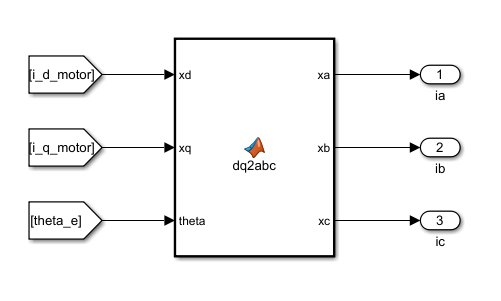 [i_d_motor]
xd
xa
1
ia
[i_q_motor]
xq
dq2abc
xb
2
ib
[theta_e]
theta
xc
3
ic